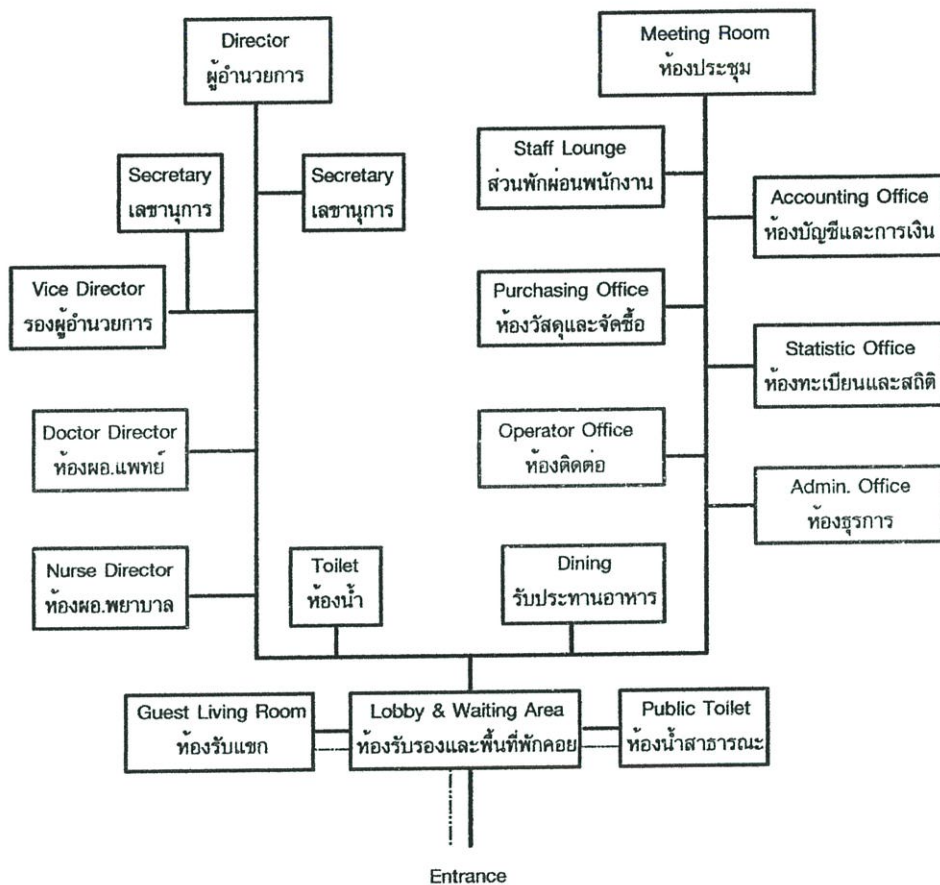 Director
ผู้อำนวยการ
Meeting Room
ห้องประชุม
Secretary
เลขานุการ
Secretary
เลขานุการ
Staff Lounge
ส่วนพักผ่อนพนักงาน
Accounting Office
ห้องบัญชีและการเงิน
Vice Director
รองผู้อำนวยการ
Purchasing Office
ห้องวัสดุและจัดซื้อ
Statistic Office
ห้องทะเบียนและสถิติ
Doctor Director
ห้องผอ.แพทย์
Operator Office
ห้องติดต่อ
Admin. Office
ห้องธุรการ
Nurse Director
ห้องผอ.พยาบาล
Toilet
ห้องน้ำ
Dining
รับประทานอาหาร
Guest Living Room
ห้องรับแขก
Lobby & Waiting Area
ห้องรับรองและพื้นที่พักคอย
Public Toilet
ห้องน้ำสาธารณะ
Entrance